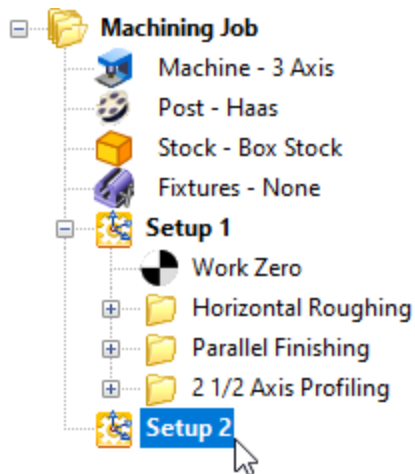 Machining Job
Machine - 3 Axis
Post - Haas
Stock - Box Stock
Fixtures - None
Setup 1
Work Zero
Horizontal Roughing
Parallel Finishing
2 1/2 Axis Profiling
Setup 2